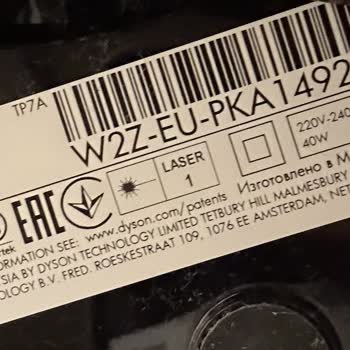 TP7A
W2Z-EU-PKA1492
LASER
1
220V-240
40W
EAC
Изготовлено в М
INFORMATION SEE: www.dyson.com/patents
SIA BY DYSON TECHNOLOGY LIMITED TETBURY HILL MALMESBURY
OLOGY B.V. FRED. ROESKESTRAAT 109, 1076 EE AMSTERDAM, NET